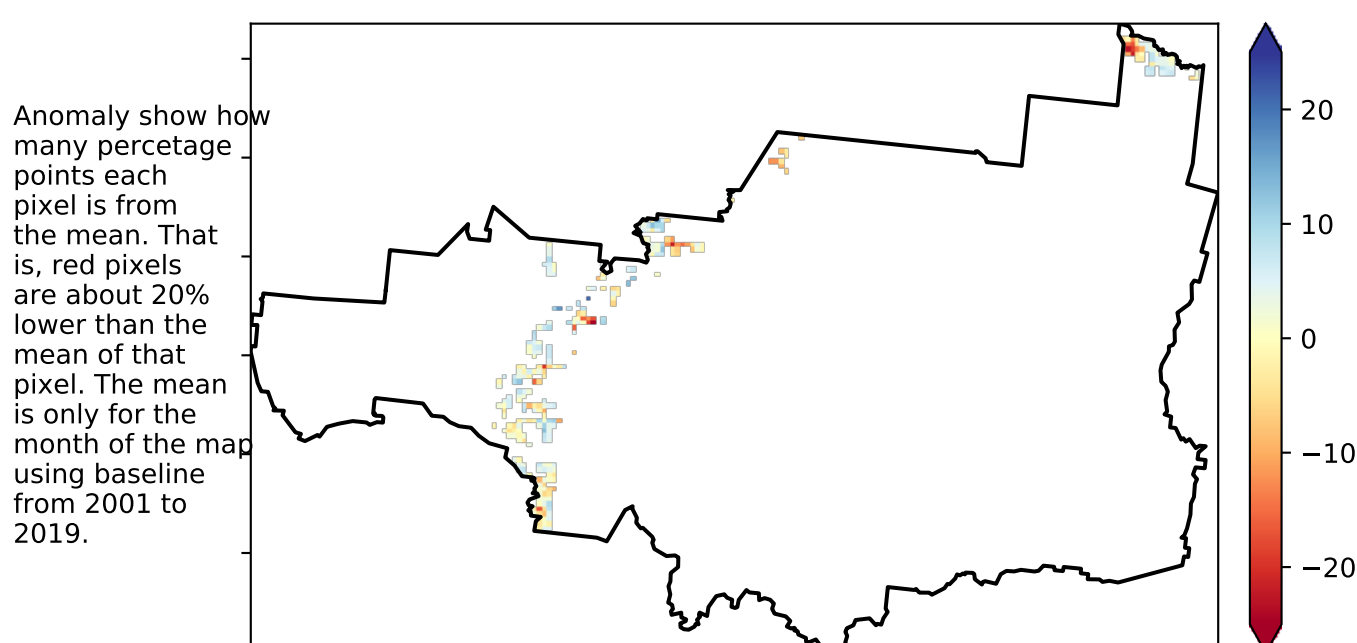 Anomaly show how
many percetage
points each
pixel is from
the mean. That
is, red pixels
are about 20%
lower than the
mean of that
pixel. The mean
is only for the
month of the map
using baseline
from 2001 to
2019.
20
10
0
−10
−20